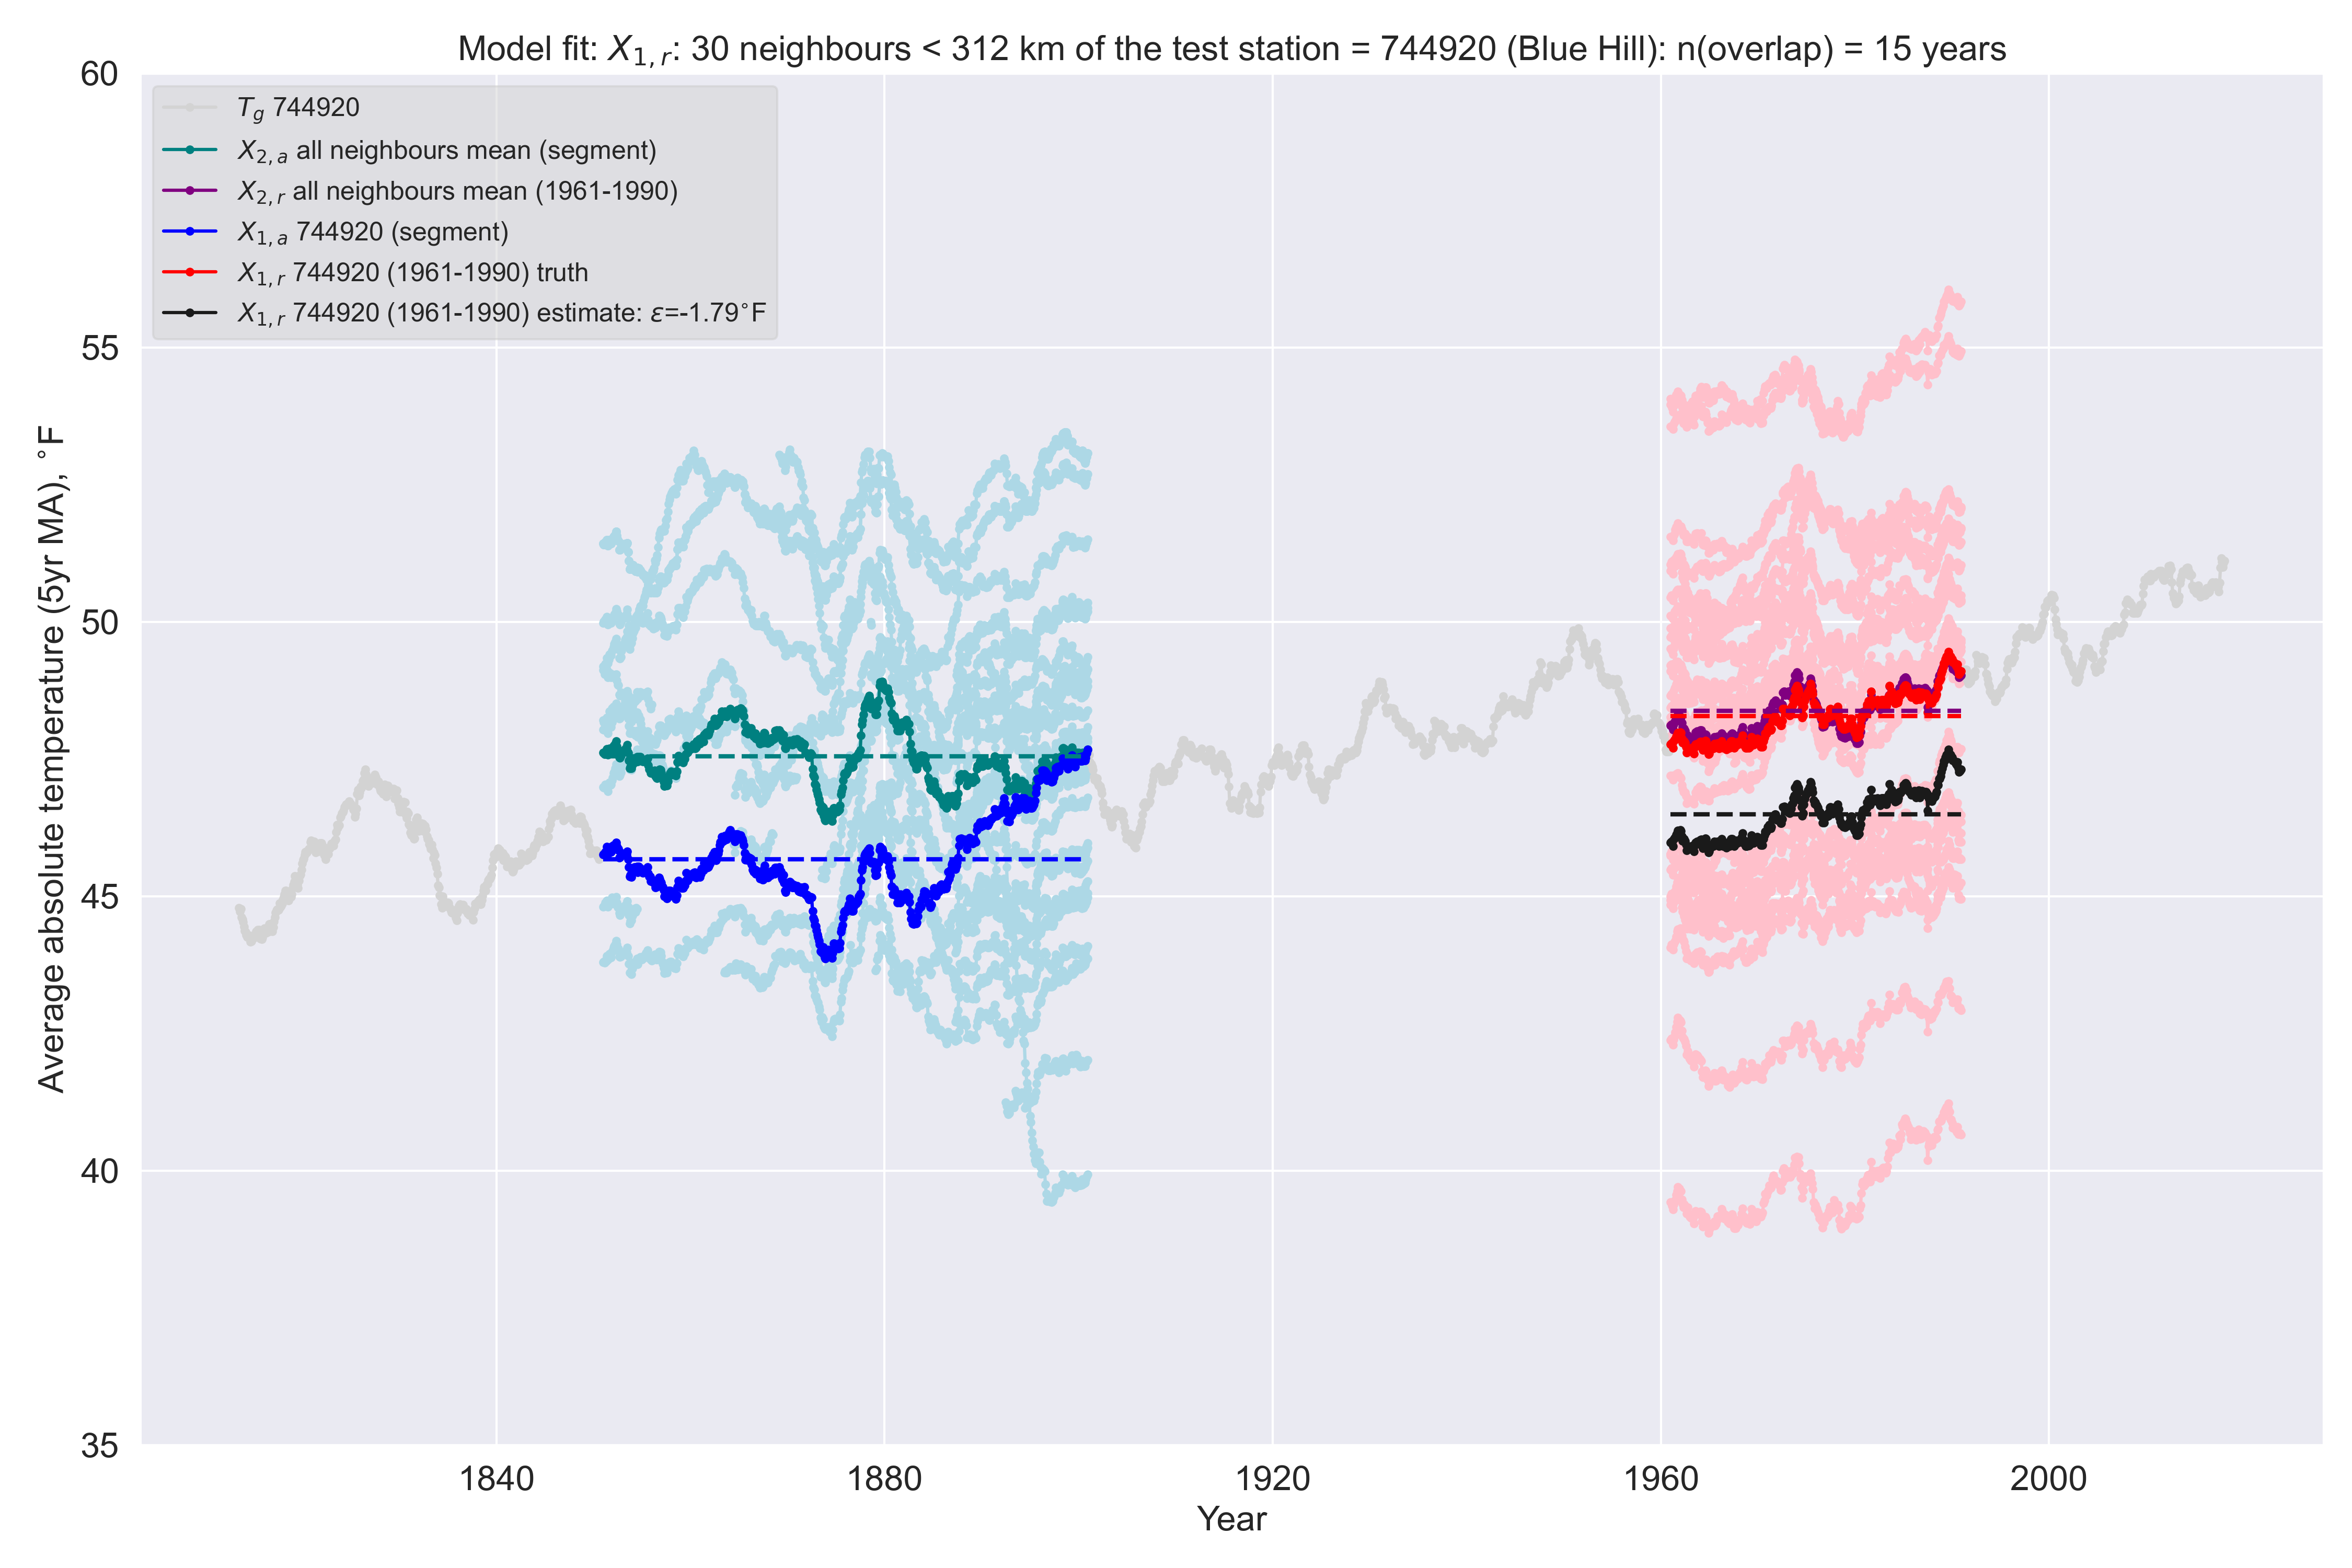 Model fit: X1,r: 30 neighbours < 312 km of the test station = 744920 (Blue Hill): n(overlap) = 15 years
Tg 744920
X2,a all neighbours mean (segment)
X2,r all neighbours mean (1961-1990)
X1,a 744920 (segment)
X1,r 744920 (1961-1990) truth
X1,r 744920 (1961-1990) estimate: ε=-1.79°F
Average absolute temperature (5yr MA), °F
60
55
50
45
40
35
1840
1880
1920
1960
2000
Year